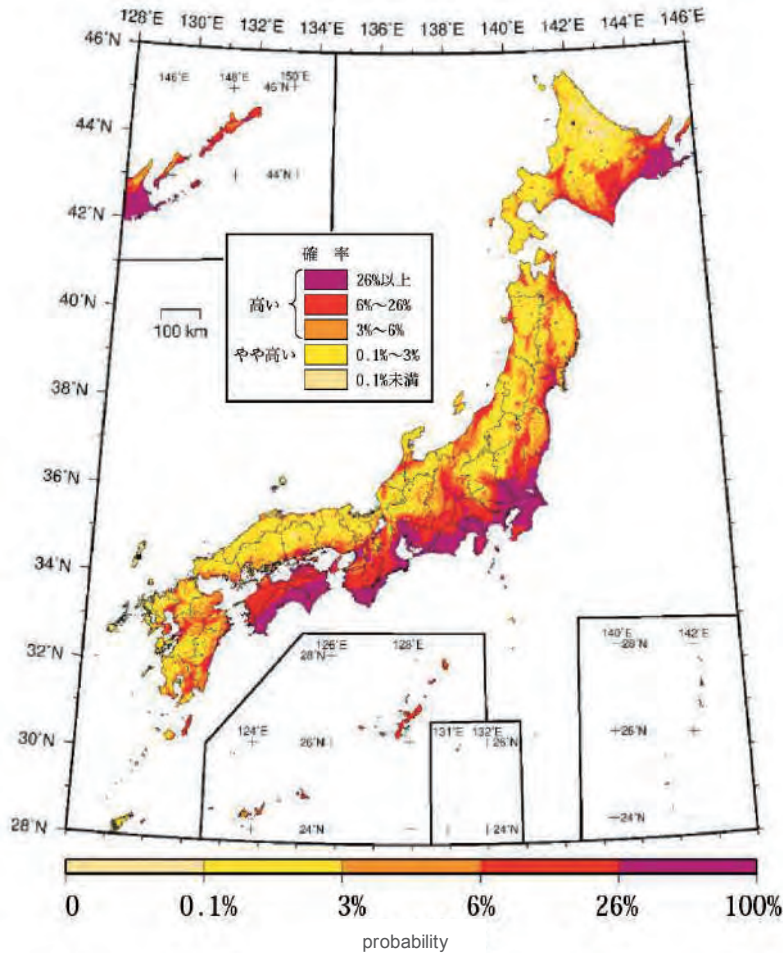 128°E 130°E 132°E 134°E 136°E 138°E 140°E 142°E 144°E 146°E
46°N
146°E 148°E 150°E
46°N
44°N
44°N
42°N
確 率
26%以上
高い 6%～26%
3%～6%
やや高い 0.1%～3%
0.1%未満
40°N
100 km
38°N
36°N
34°N
32°N
126°E 128°E
28°N
140°E 142°E
28°N
30°N
124°E
26°N
131°E 132°E
26°N
26°N
28°N
24°N
24°N
24°N
0 0.1% 3% 6% 26% 100%
probability